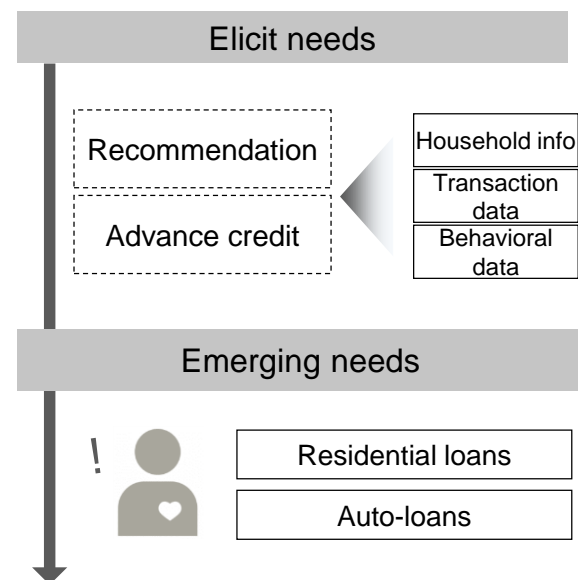 Elicit needs
Recommendation
Advance credit
Household info
Transaction
data
Behavioral
data
Emerging needs
!
Residential loans
Auto-loans